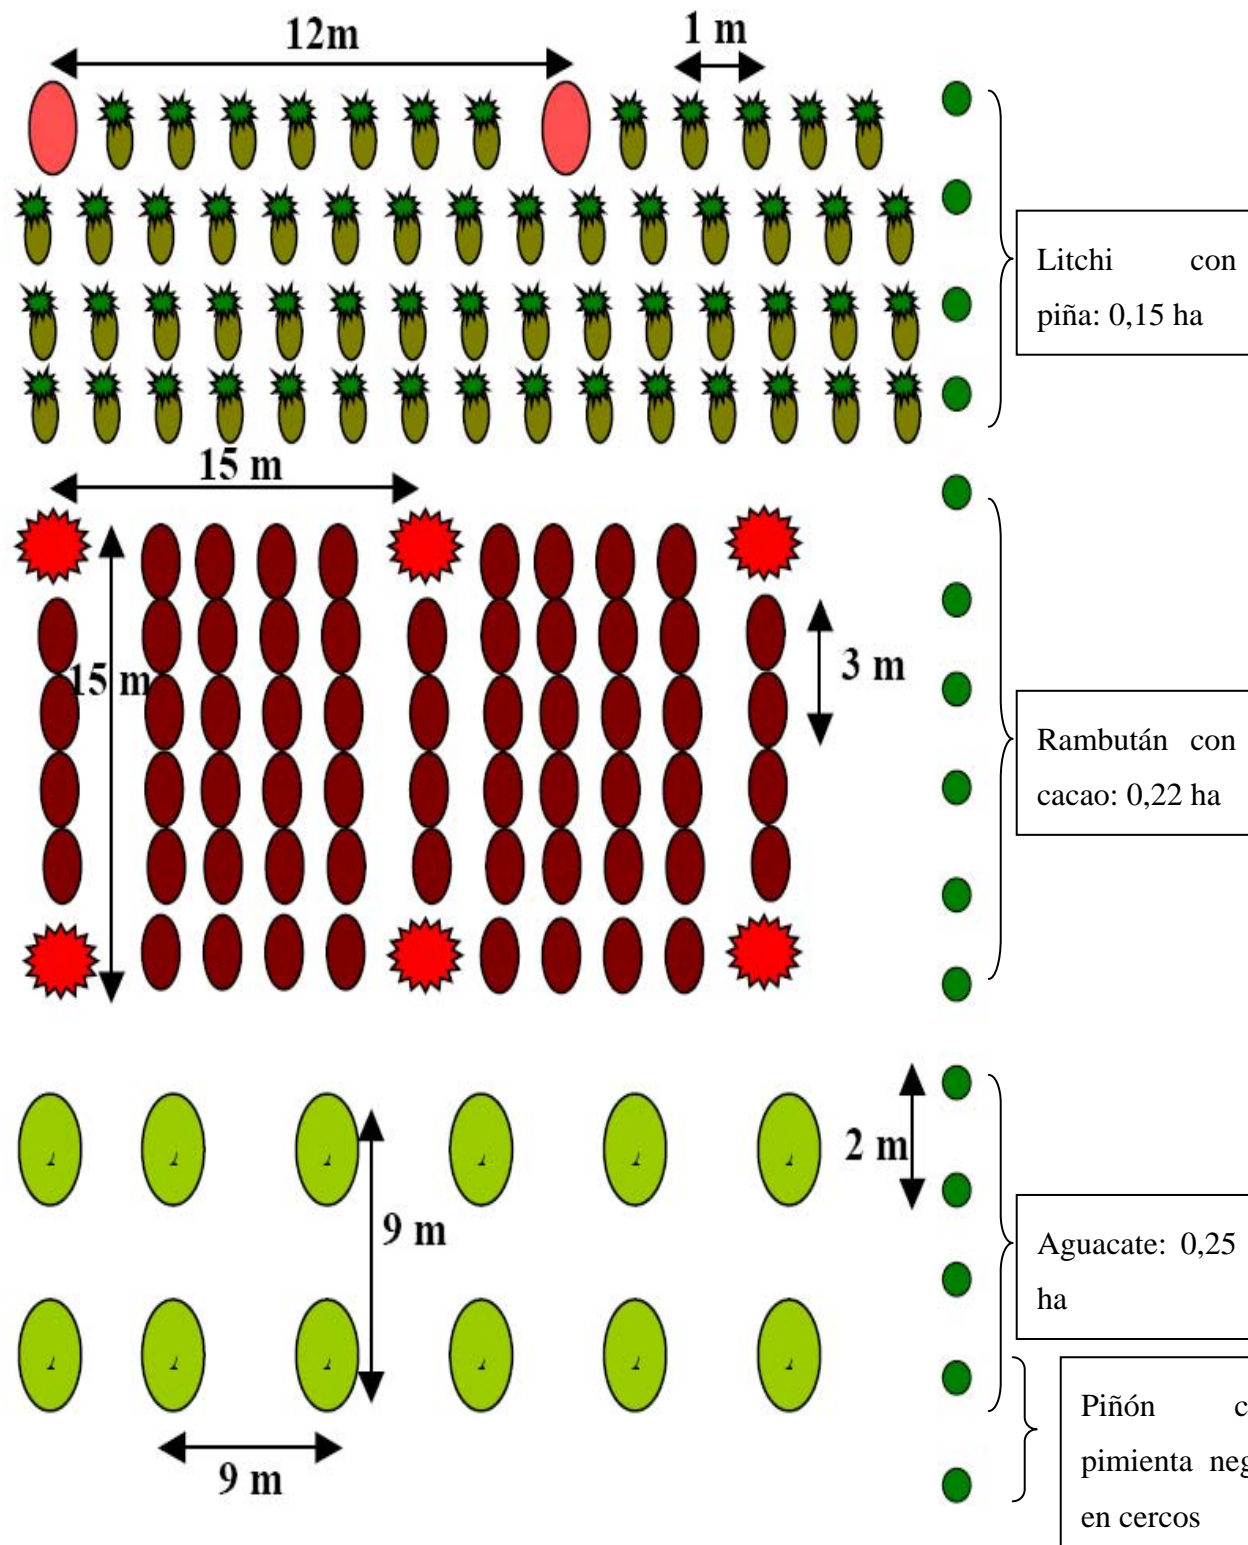 12m
1 m
Litchi con
piña: 0,15 ha
15 m
15 m
3 m
Rambután con
cacao: 0,22 ha
2 m
9 m
Aguacate: 0,25
ha
9 m
Piñón
pimienta
en cercos